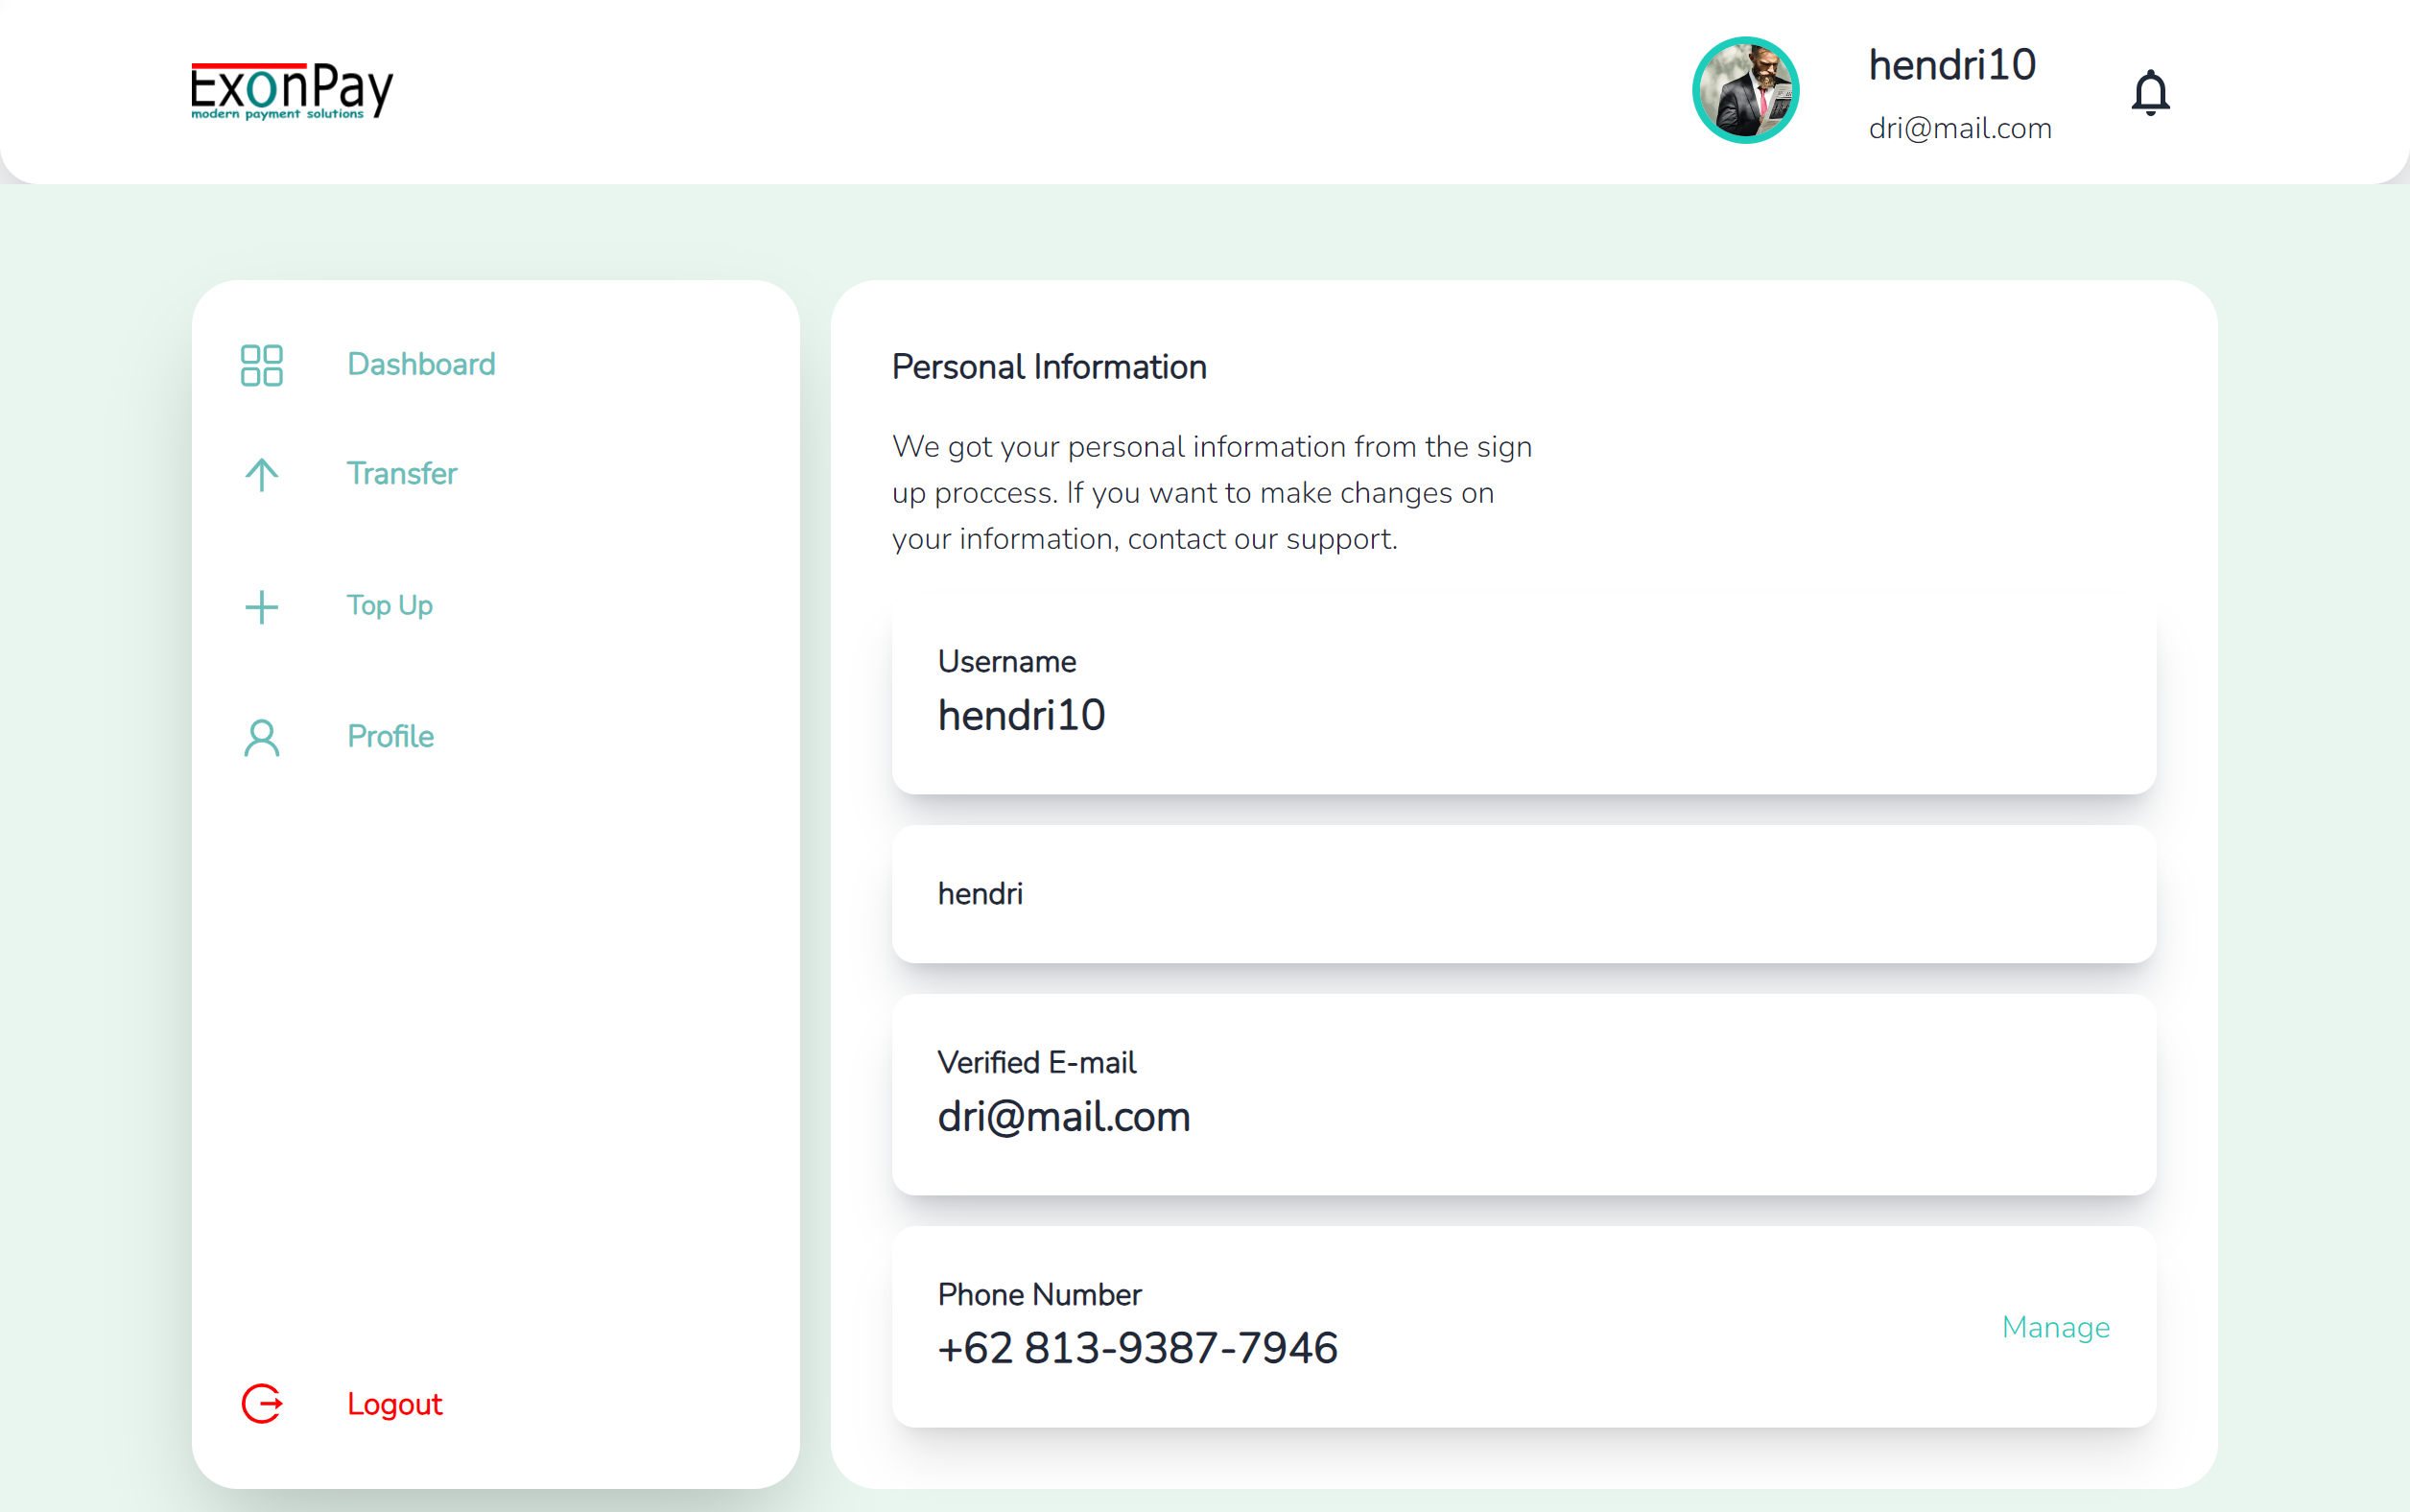 ExonPay
modern payment solutions
hendri10
dri@mail.com
Dashboard
Transfer
Top Up
Profile
Logout
Personal Information
We got your personal information from the sign
up proccess. If you want to make changes on
your information, contact our support.
Username
hendri10
hendri
Verified E-mail
dri@mail.com
Phone Number
+62 813-9387-7946
Manage